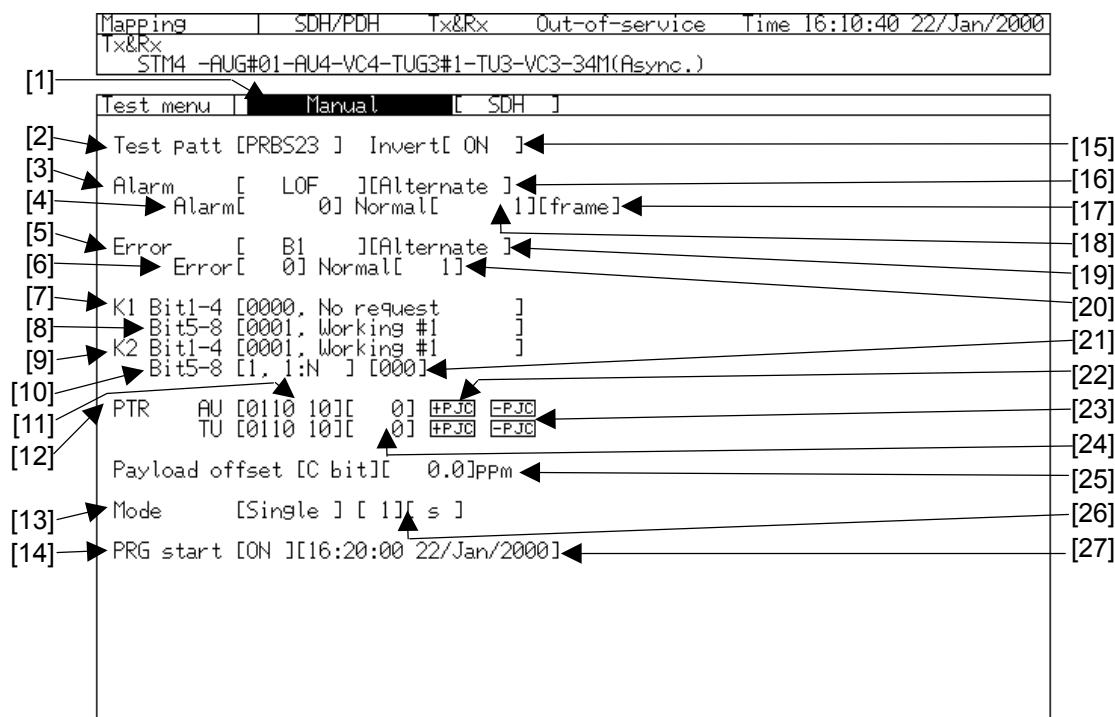 Mapping SDH/PDH Tx&Rx Out-of-service Time 16:10:40 22/Jan/2000
Tx&Rx
STM4 -AUG#01-AU4-VC4-TUG3#1-TU3-VC3-34M(Async.)
[1]
Test menu Manual [ SDH ]
[2] Test patt [PRBS23 ] Invert[ ON ] [15]
[3] Alarm [ LOF ][Alternate ] [16]
[4] Alarm[ 0] Normal[ 1][frame] [17]
[18]
[5] Error [ B1 ][Alternate ] [19]
[6] Error[ 0] Normal[ 1] [20]
[7] K1 Bit1-4 [0000, No request ]
[8] Bit5-8 [0001, Working #1
[9] K2 Bit1-4 [0001, Working #1 ]
[10] Bit5-8 [1, 1:N ] [000] [21]
[11] [22]
[12] PTR AU [0110 10][ 0] +PJC -PJC [23]
TU [0110 10][ 0] +PJC -PJC [24]
Payload offset [C bit][ 0.0]ppm [25]
[13] Mode [Single ] [ 1][ s ] [26]
[14] PRG start [ON ][16:20:00 22/Jan/2000] [27]